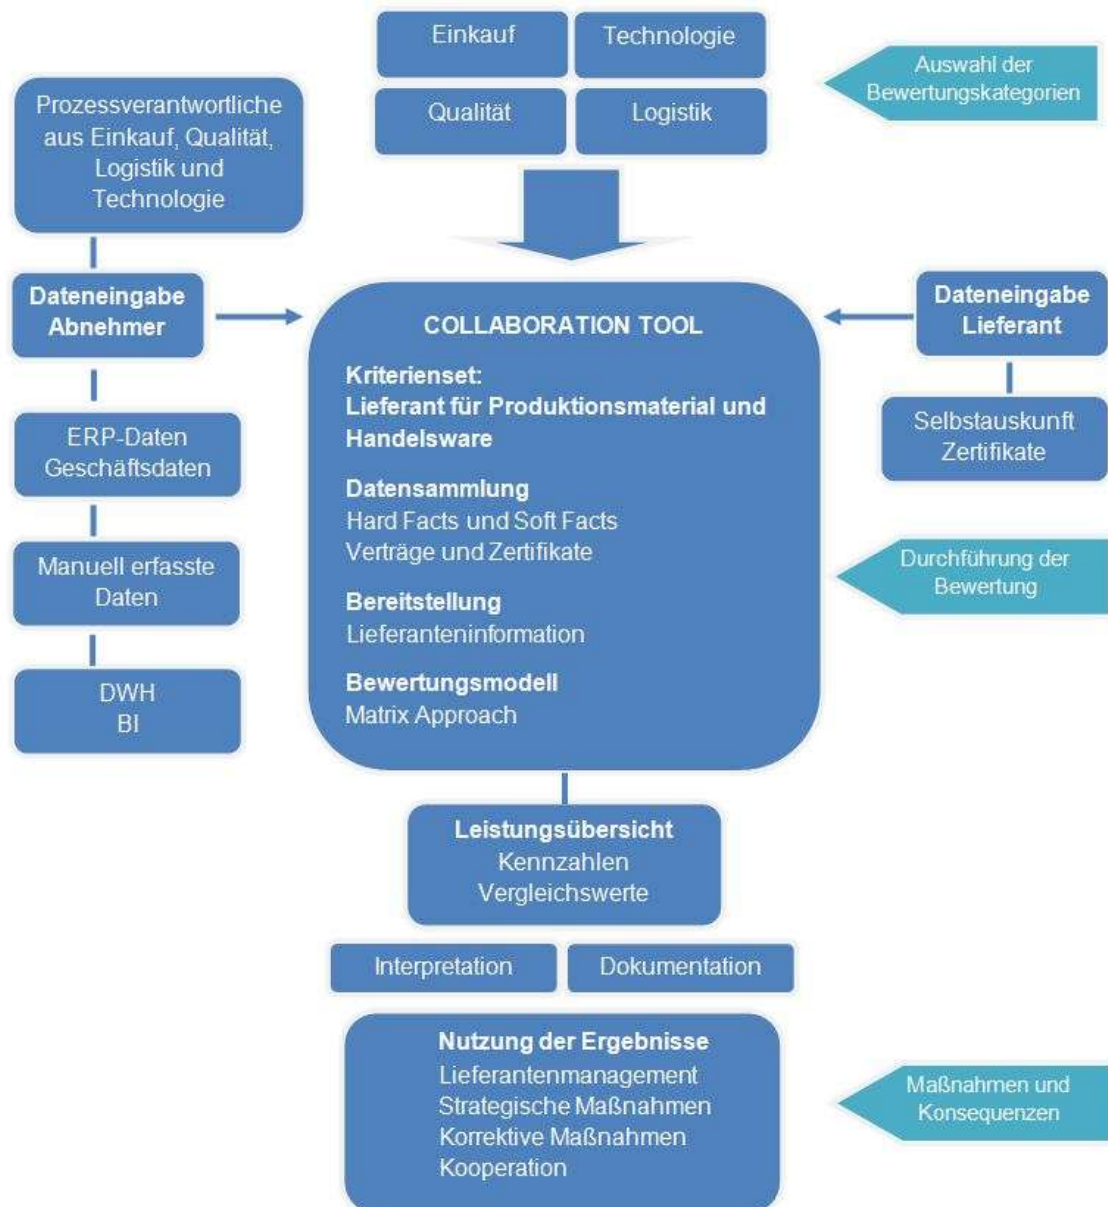 Einkauf
Technologie
Qualität
Logistik
Auswahl der
Bewertungskategorien
Prozessverantwortliche
aus Einkauf, Qualität,
Logistik und
Technologie
Dateneingabe
Abnehmer
ERP-Daten
Geschäftsdaten
Manuell erfasste
Daten
DWH
BI
COLLABORATION TOOL
Kriterienset:
Lieferant für Produktionsmaterial und
Handelsware
Datensammlung
Hard Facts und Soft Facts
Verträge und Zertifikate
Bereitstellung
Lieferanteninformation
Bewertungsmodell
Matrix Approach
Dateneingabe
Lieferant
Selbstauskunft
Zertifikate
Durchführung der
Bewertung
Leistungsübersicht
Kennzahlen
Vergleichswerte
Interpretation
Dokumentation
Nutzung der Ergebnisse
Lieferantenmanagement
Strategische Maßnahmen
Korrektive Maßnahmen
Kooperation
Maßnahmen und
Konsequenzen